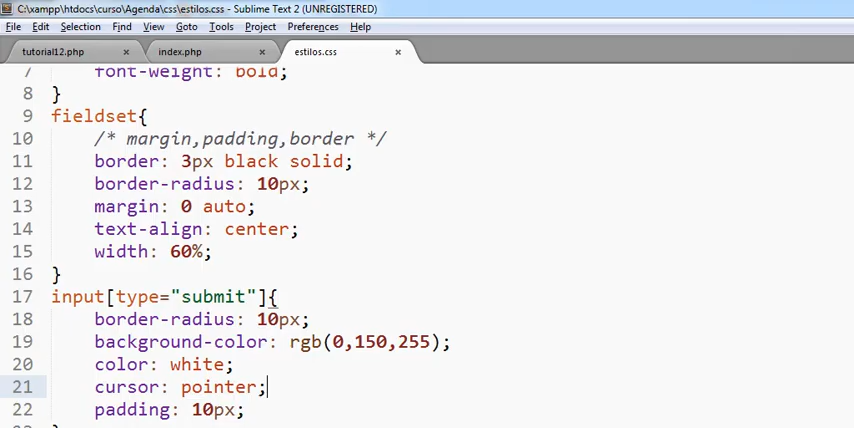 C:\xampp\htdocs\curso\Agenda\css\estilos.css - Sublime Text 2 (UNREGISTERED)
File Edit Selection Find View Goto Tools Project Preferences Help
tutorial12.php × index.php × estilos.css ×
7 font-weight: bold;
8 }
9 fieldset{
10 /* margin,padding,border */
11 border: 3px black solid;
12 border-radius: 10px;
13 margin: 0 auto;
14 text-align: center;
15 width: 60%;
16 }
17 input[type="submit"]{
18 border-radius: 10px;
19 background-color: rgb(0,150,255);
20 color: white;
21 cursor: pointer;
22 padding: 10px;